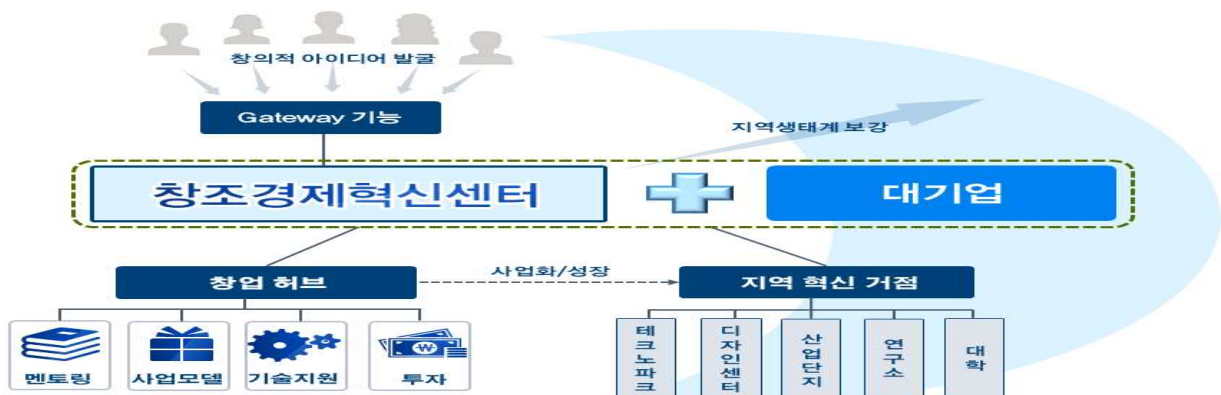 창의적 아이디어 발굴
Gateway 기능
지역생태계 보강
창조경제혁신센터
대기업
창업 허브
사업화/성장
지역 혁신 거점
멘토링
사업모델
기술지원
₩
투자
테크노파크
디자인센터
산업단지
연구소
대학